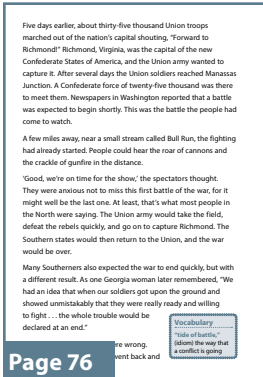 Five days earlier, about thirty-five thousand Union troops
marched out of the nation's capital shouting, "Forward to
Richmond!" Richmond, Virginia, was the capital of the new
Confederate States of America, and the Union army wanted to
capture it. After several days the Union soldiers reached Manassas
Junction. A Confederate force of twenty-five thousand was there
to meet them. Newspapers in Washington reported that a battle
was expected to begin shortly. This was the battle the people had
come to watch.
A few miles away, near a small stream called Bull Run, the fighting
had already started. People could hear the roar of cannons and
the crackle of gunfire in the distance.
'Good, we're on time for the show,' the spectators thought.
They were anxious not to miss this first battle of the war, for it
might well be the last one. At least, that's what most people in
the North were saying. The Union army would take the field,
defeat the rebels quickly, and go on to capture Richmond. The
Southern states would then return to the Union, and the war
would be over.
Many Southerners also expected the war to end quickly, but with
a different result. As one Georgia woman later remembered, "We
had an idea that when our soldiers got upon the ground and
showed unmistakably that they were really ready and willing
to fight . . . the whole trouble would be
declared at an end."
were wrong.
went back and
Vocabulary
"tide of battle,"
(idiom) the way that
a conflict is going
Page 76